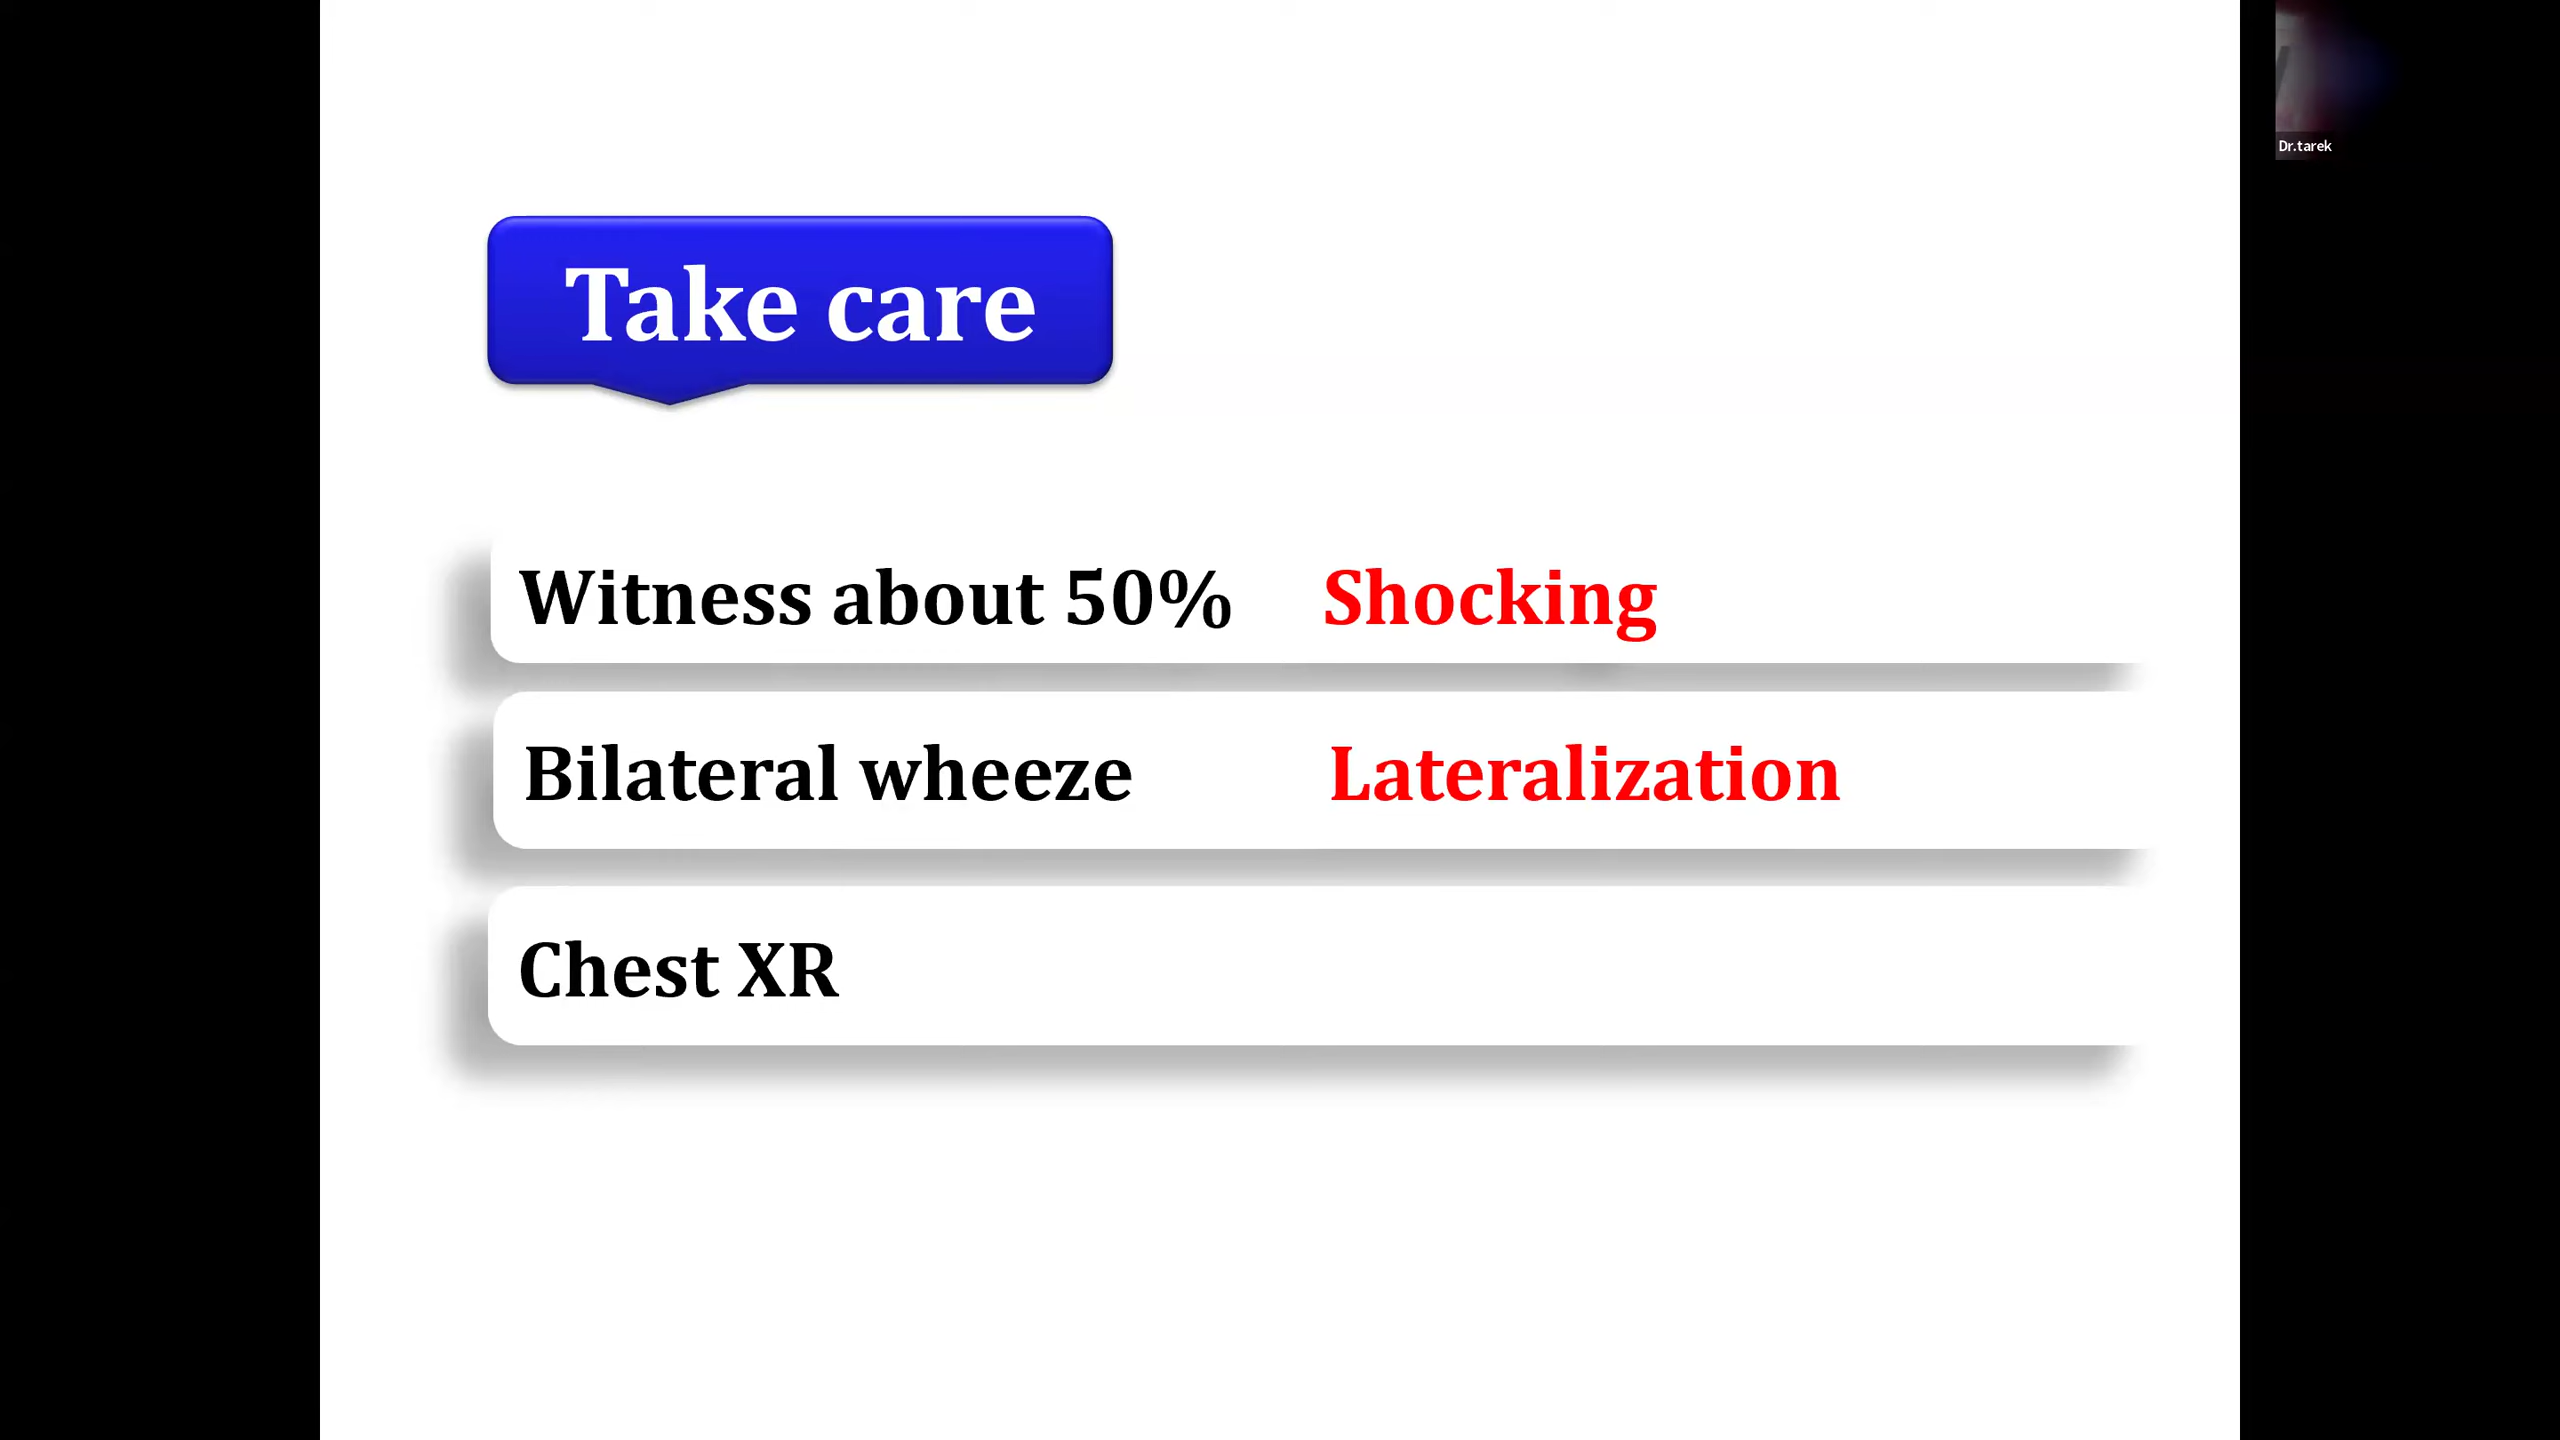 Dr.tarek
Take care
Witness about 50% Shocking
Bilateral wheeze Lateralization
Chest XR